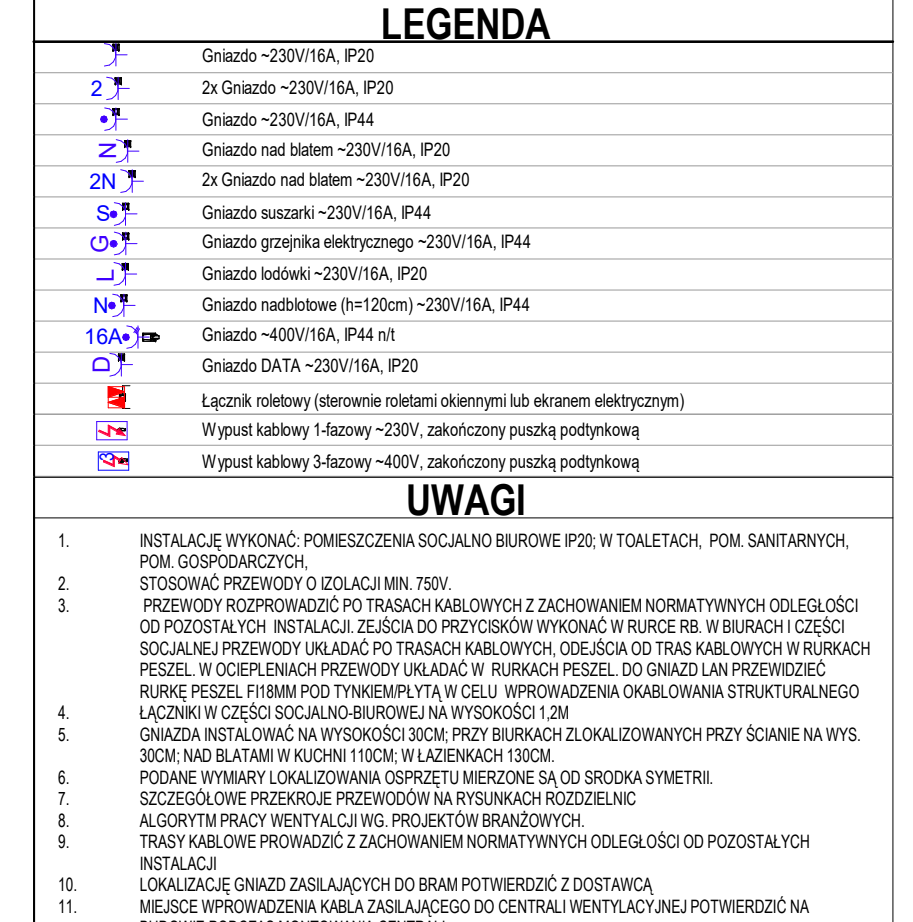 LEGENDA
Gniazdo ~230V/16A, IP20
2 2x Gniazdo ~230V/16A, IP20
Gniazdo ~230V/16A, IP44
N Gniazdo nad blatem ~230V/16A, IP20
2N 2x Gniazdo nad blatem ~230V/16A, IP20
S Gniazdo suszarki ~230V/16A, IP44
G Gniazdo grzejnika elektrycznego ~230V/16A, IP44
L Gniazdo lodówki ~230V/16A, IP20
N Gniazdo nadblotowe (h=120cm) ~230V/16A, IP44
16A Gniazdo ~400V/16A, IP44 n/t
D Gniazdo DATA ~230V/16A, IP20
Łącznik roletowy (sterownie roletami okiennymi lub ekranem elektrycznym)
Wypust kablowy 1-fazowy ~230V, zakończony puszką podtynkową
3 Wypust kablowy 3-fazowy ~400V, zakończony puszką podtynkową
UWAGI
1. INSTALACJĘ WYKONAĆ: POMIESZCZENIA SOCJALNO BIUROWE IP20; W TOALETACH, POM. SANITARNYCH,
POM. GOSPODARCZYCH,
2. STOSOWAĆ PRZEWODY O IZOLACJI MIN. 750V.
3. PRZEWODY ROZPROWADZIĆ PO TRASACH KABLOWYCH Z ZACHOWANIEM NORMATYWNYCH ODLEGŁOŚCI
OD POZOSTAŁYCH INSTALACJI. ZEJŚCIA DO PRZYCISKÓW WYKONAĆ W RURCE RB. W BIURACH I CZĘŚCI
SOCJALNEJ PRZEWODY UKŁADAĆ PO TRASACH KABLOWYCH, ODEJŚCIA OD TRAS KABLOWYCH W RURKACH
PESZEL. W OCIEPLENIACH PRZEWODY UKŁADAĆ W RURKACH PESZEL. DO GNIAZD LAN PRZEWIDZIEĆ
RURKĘ PESZEL FI18MM POD TYNKIEM/PŁYTĄ W CELU WPROWADZENIA OKABLOWANIA STRUKTURALNEGO
4. ŁĄCZNIKI W CZĘŚCI SOCJALNO-BIUROWEJ NA WYSOKOŚCI 1,2M
5. GNIAZDA INSTALOWAĆ NA WYSOKOŚCI 30CM; PRZY BIURKACH ZLOKALIZOWANYCH PRZY ŚCIANIE NA WYS.
30CM; NAD BLATAMI W KUCHNI 110CM; W ŁAZIENKACH 130CM.
6. PODANE WYMIARY LOKALIZOWANIA OSPRZĘTU MIERZONE SĄ OD SRODKA SYMETRII.
7. SZCZEGÓŁOWE PRZEKROJE PRZEWODÓW NA RYSUNKACH ROZDZIELNIC
8. ALGORYTM PRACY WENTYALCJI WG. PROJEKTÓW BRANŻOWYCH.
9. TRASY KABLOWE PROWADZIĆ Z ZACHOWANIEM NORMATYWNYCH ODLEGŁOŚCI OD POZOSTAŁYCH
INSTALACJI
10. LOKALIZACJĘ GNIAZD ZASILAJĄCYCH DO BRAM POTWIERDZIĆ Z DOSTAWCĄ
11. MIEJSCE WPROWADZENIA KABLA ZASILAJĄCEGO DO CENTRALI WENTYLACYJNEJ POTWIERDZIĆ NA